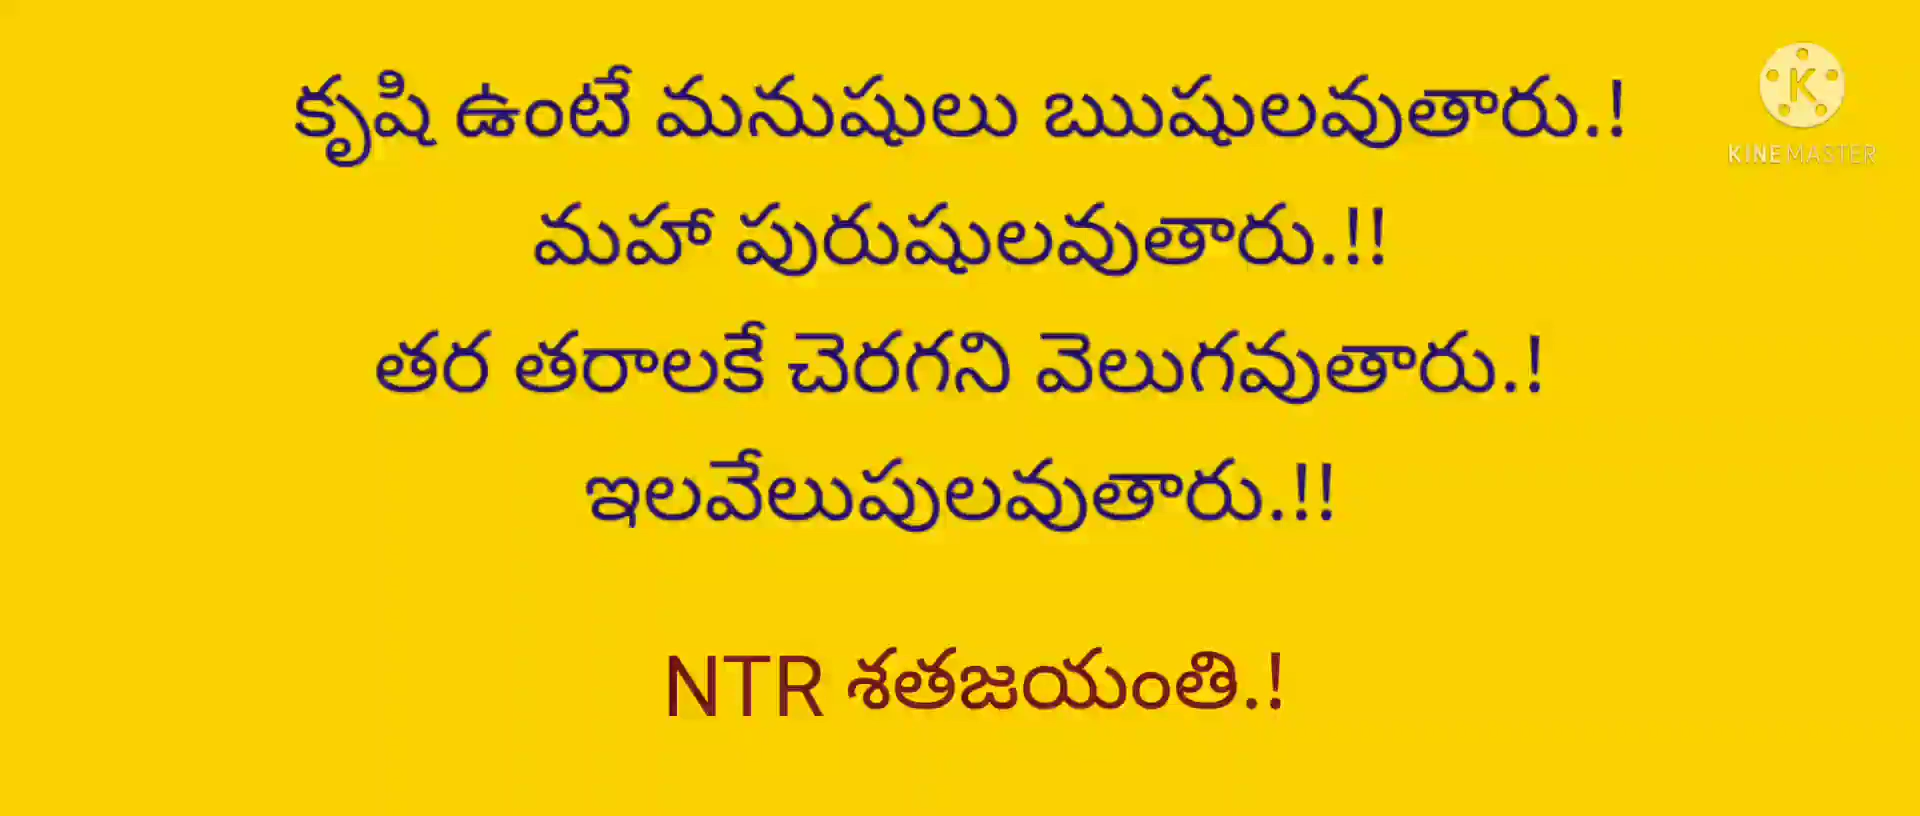 కృషి ఉంటే మనుషులు ఋషులవుతారు.!
మహా పురుషులవుతారు.!!
తర తరాలకే చెరగని వెలుగవుతారు.!
ఇలవేలుపులవుతారు.!!
NTR శతజయంతి.!
K
KINEMASTER